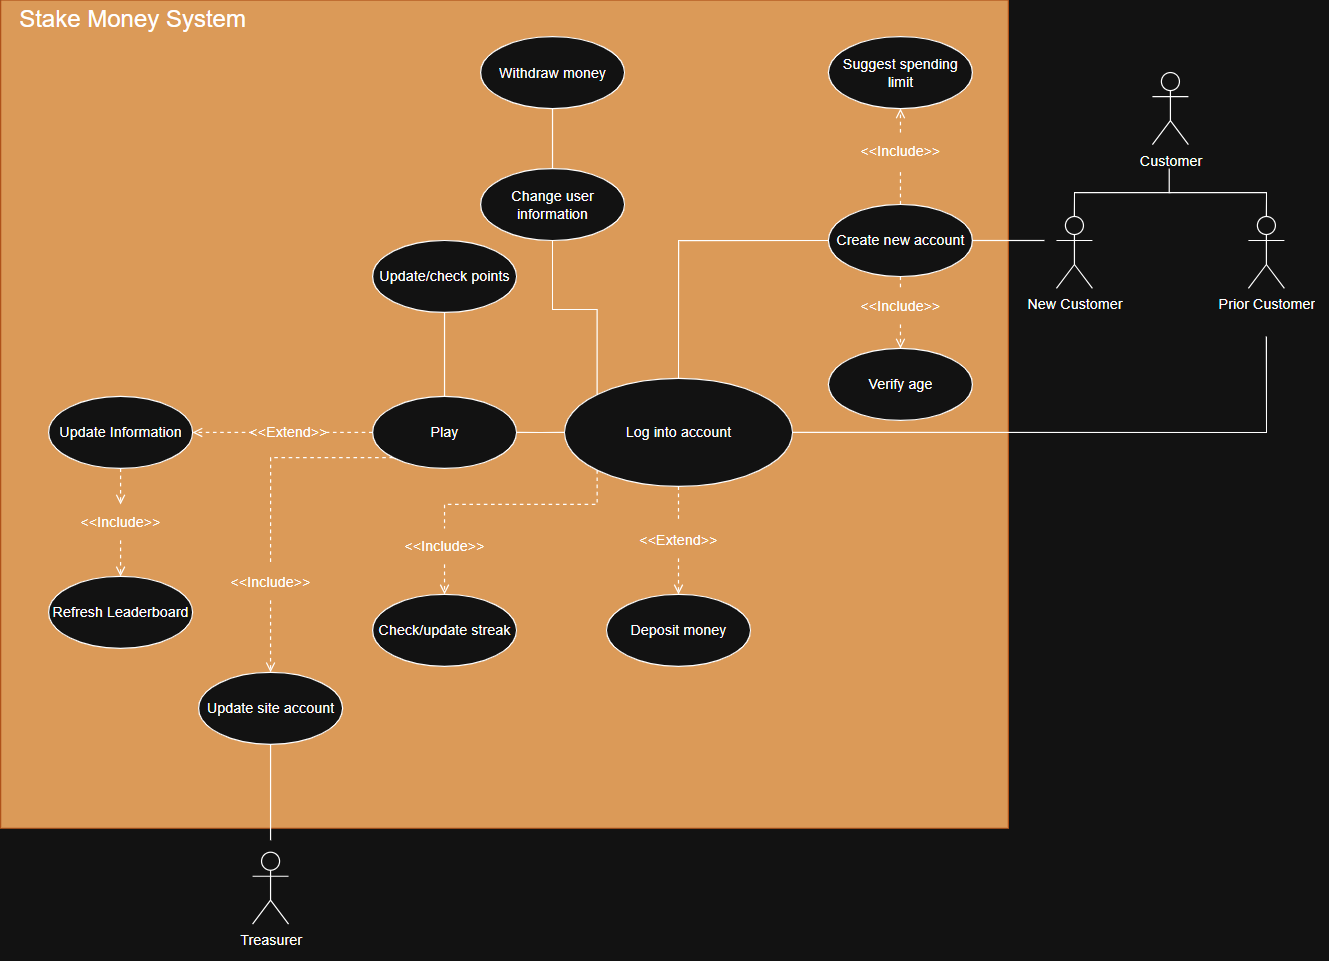 Stake Money System
Withdraw money
Suggest spending
limit
<<Include>>
Customer
Change user
information
Create new account
Update/check points
<<Include>>
New Customer
Prior Customer
Verify age
Update Information
<<Extend>>
Play
Log into account
<<Include>>
<<Include>>
<<Extend>>
<<Include>>
Refresh Leaderboard
Check/update streak
Deposit money
Update site account
Treasurer